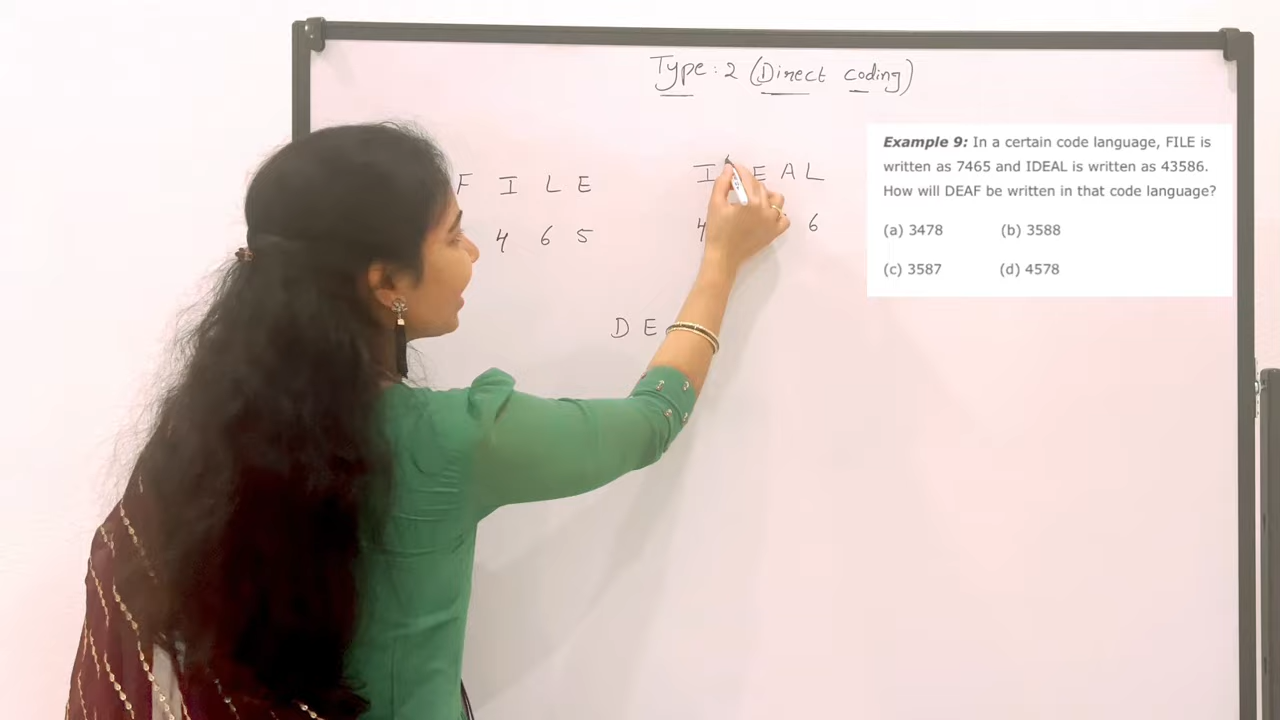 Type: 2 (Direct coding)
Example 9: In a certain code language, FILE is
written as 7465 and IDEAL is written as 43586.
How will DEAF be written in that code language?
(a) 3478 (b) 3588
(c) 3587 (d) 4578
F I L E
4 6 5
I E A L
4 6
D E